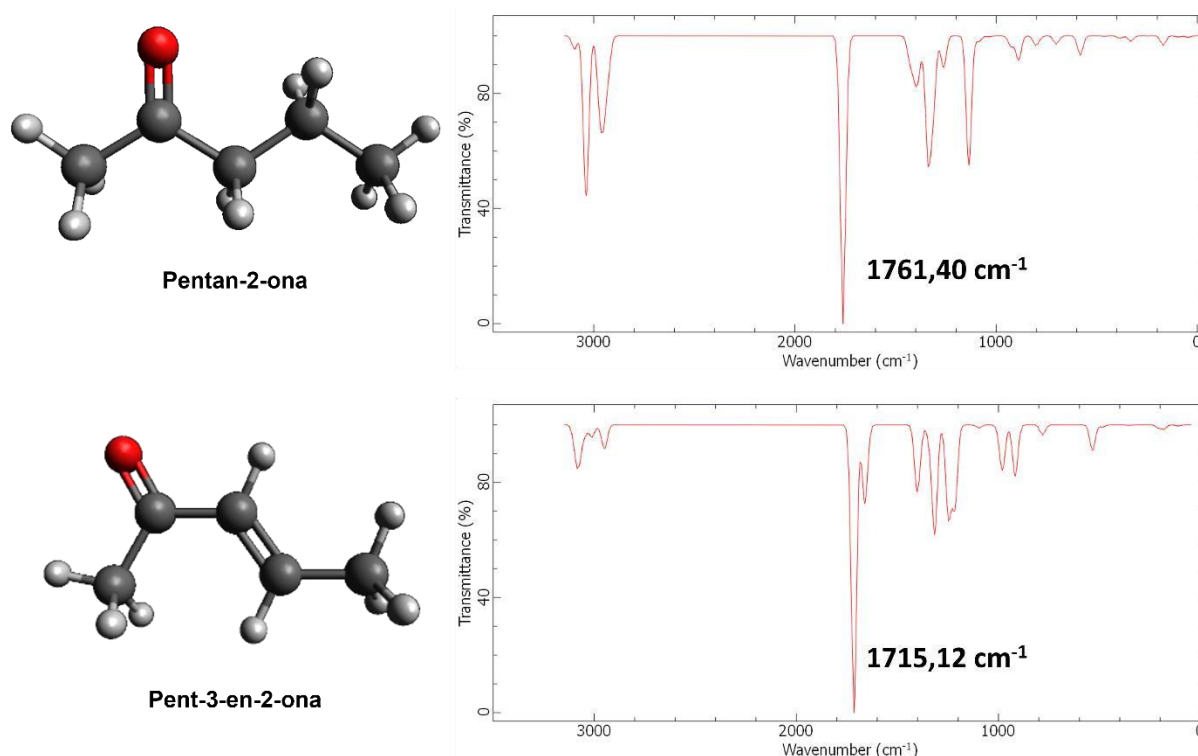 Pentan-2-ona
Transmittance (%)
80
40
0
1761,40 cm⁻¹
3000
2000
1000
0
Wavenumber (cm⁻¹)
Pent-3-en-2-ona
Transmittance (%)
80
40
0
1715,12 cm⁻¹
3000
2000
1000
0
Wavenumber (cm⁻¹)